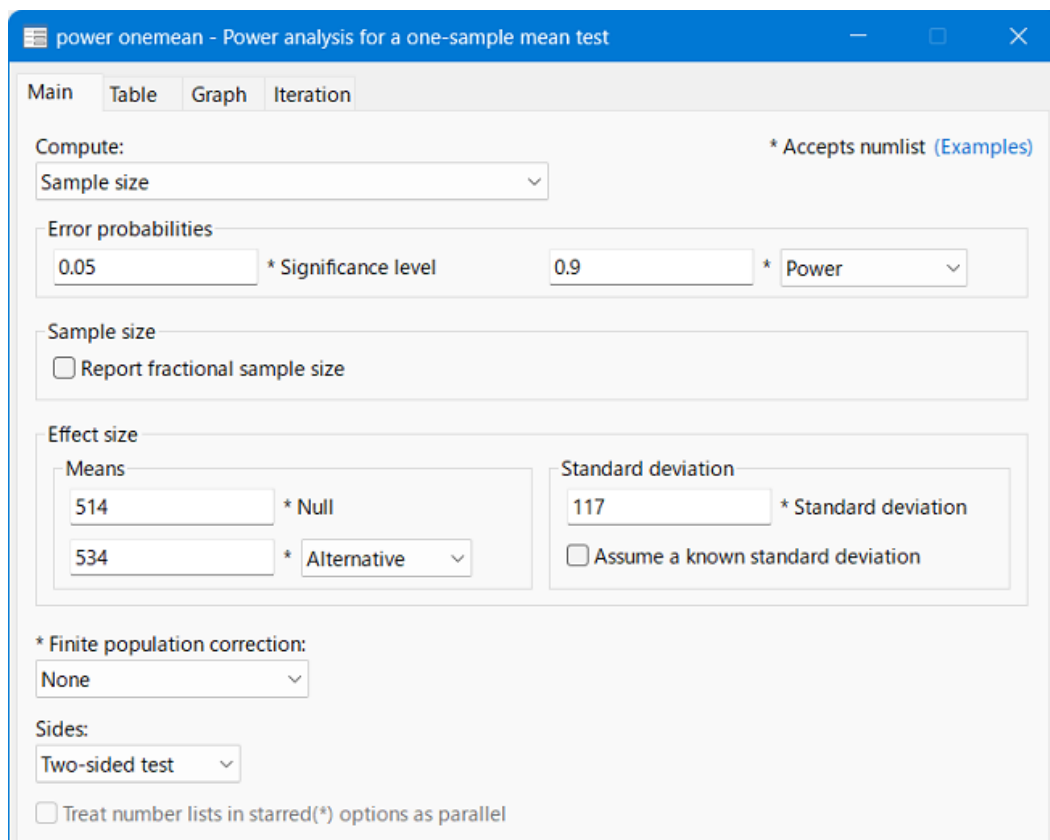 power onemean - Power analysis for a one-sample mean test
Main Table Graph Iteration
Compute: * Accepts numlist (Examples)
Sample size
Error probabilities
0.05 * Significance level 0.9 * Power
Sample size
Report fractional sample size
Effect size
Means Standard deviation
514 * Null 117 * Standard deviation
534 * Alternative Assume a known standard deviation
* Finite population correction:
None
Sides:
Two-sided test
Treat number lists in starred(*) options as parallel